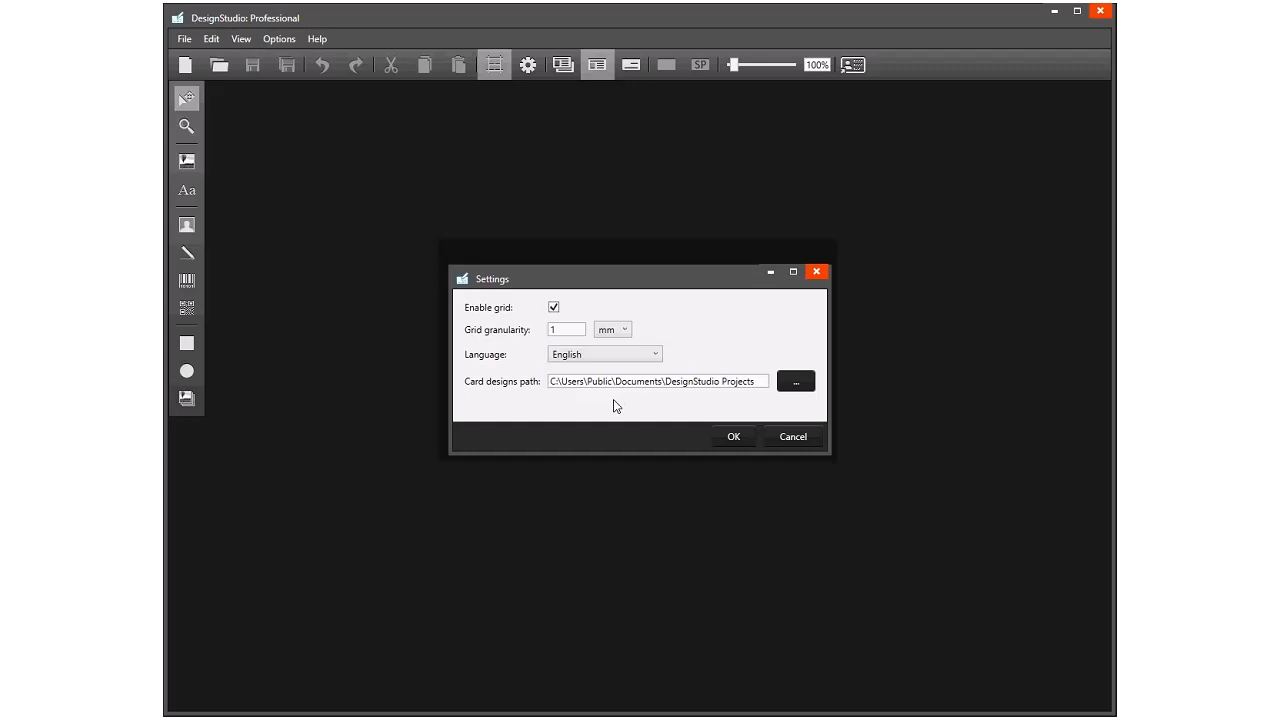 DesignStudio: Professional
File Edit View Options Help
SP 100%
Aa
Settings
Enable grid:
Grid granularity: 1 mm
Language: English
Card designs path: C:\Users\Public\Documents\DesignStudio Projects ...
OK Cancel